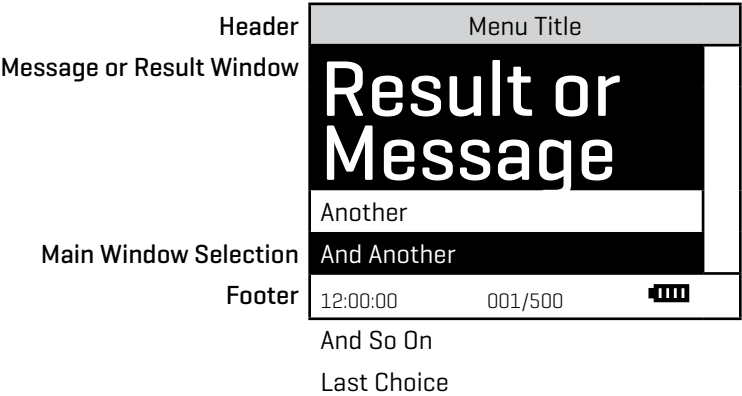 Header Menu Title
Message or Result Window
Result or
Message
Another
Main Window Selection And Another
Footer 12:00:00 001/500
And So On
Last Choice